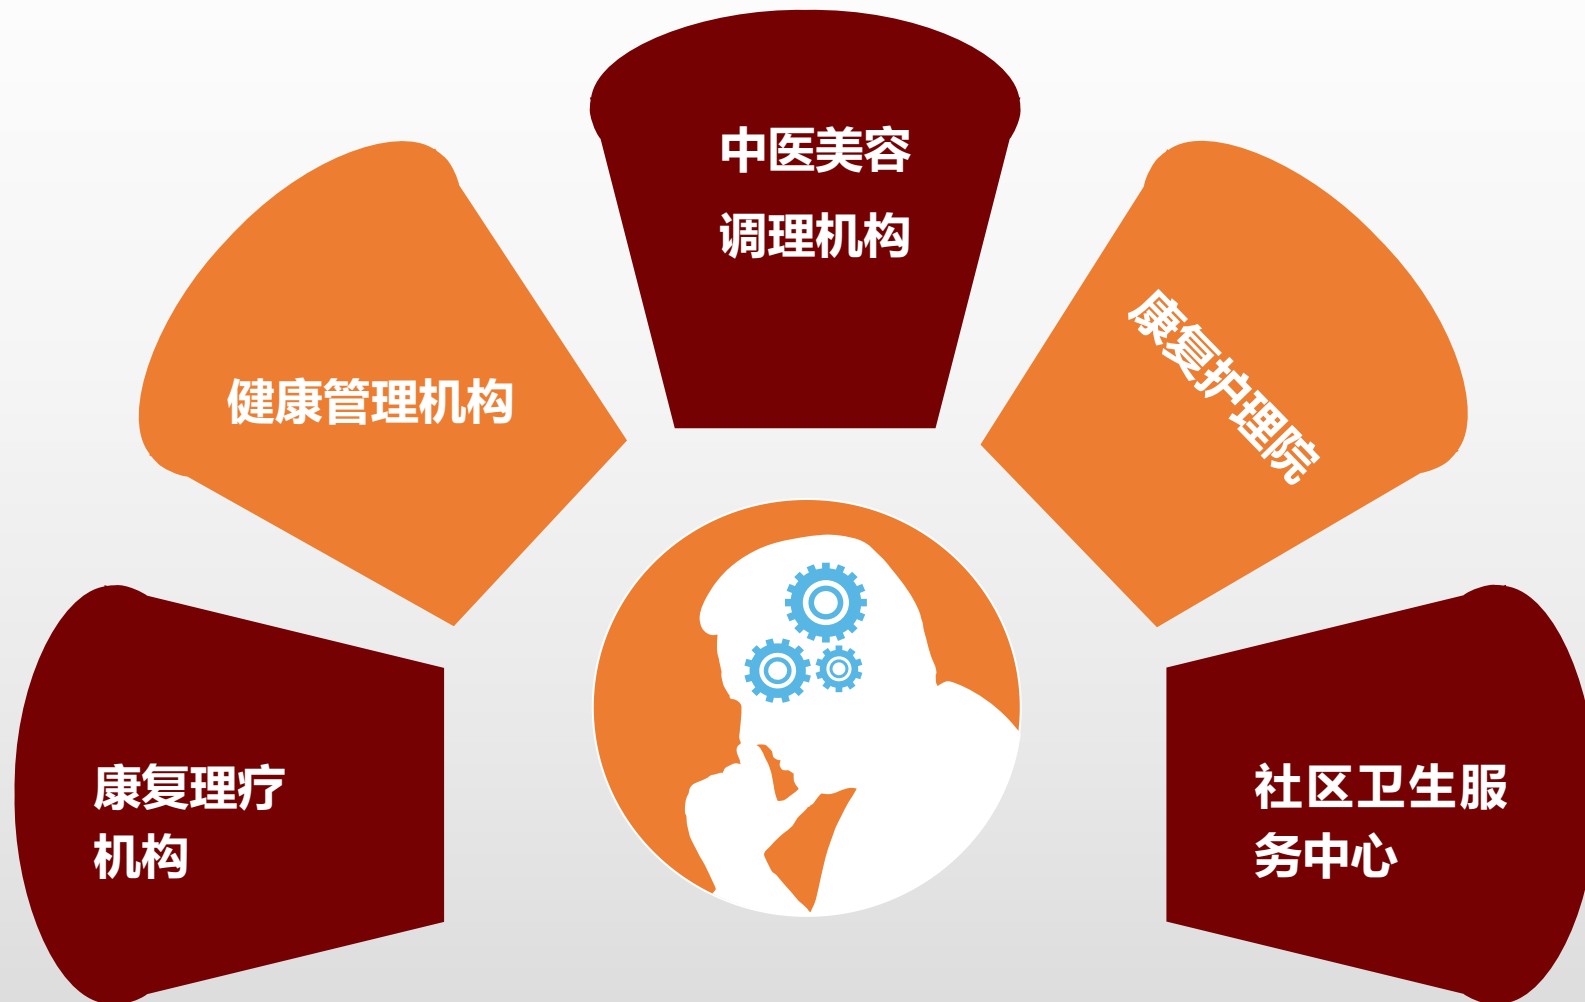 中医美容
调理机构
健康管理机构
康复护理院
康复理疗
机构
社区卫生服
务中心